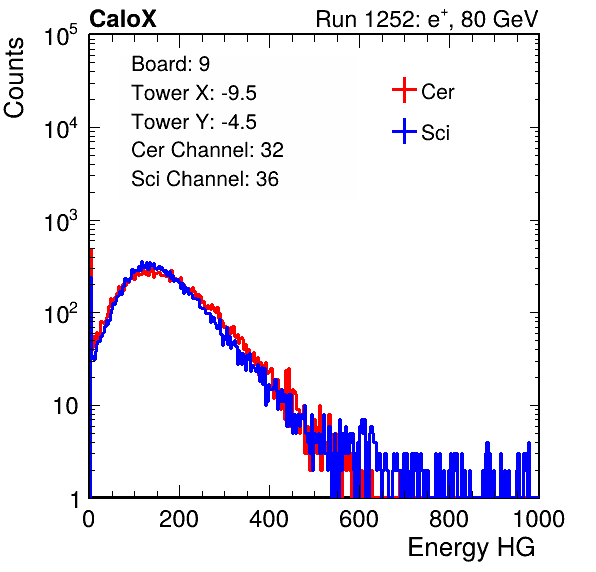 CaloX Run 1252: e⁺, 80 GeV
Counts
10⁵
10⁴
10³
10²
10
1
Board: 9
Tower X: -9.5
Tower Y: -4.5
Cer Channel: 32
Sci Channel: 36
Cer
Sci
0 200 400 600 800 1000
Energy HG